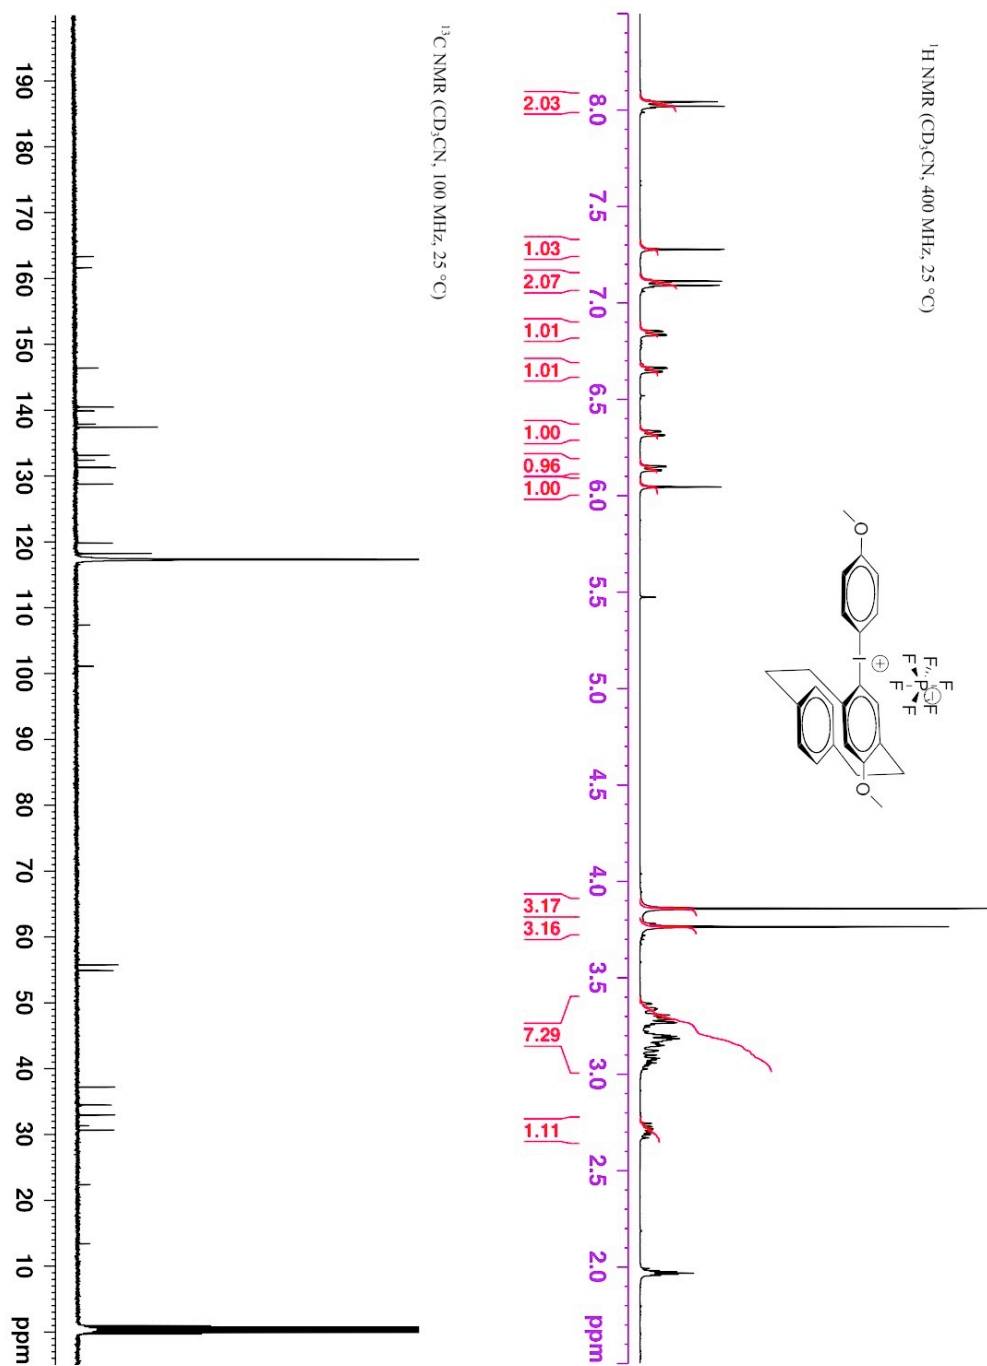 ¹H NMR (CD₃CN, 400 MHz, 25 °C)
F
F
F
P
F
F
F
⊖
⊕
I
O
O
8.0 7.5 7.0 6.5 6.0 5.5 5.0 4.5 4.0 3.5 3.0 2.5 2.0 ppm
2.03
1.03
2.07
1.01
1.01
1.00
0.96
1.00
3.17
3.16
7.29
1.11
¹³C NMR (CD₃CN, 100 MHz, 25 °C)
190 180 170 160 150 140 130 120 110 100 90 80 70 60 50 40 30 20 10 ppm